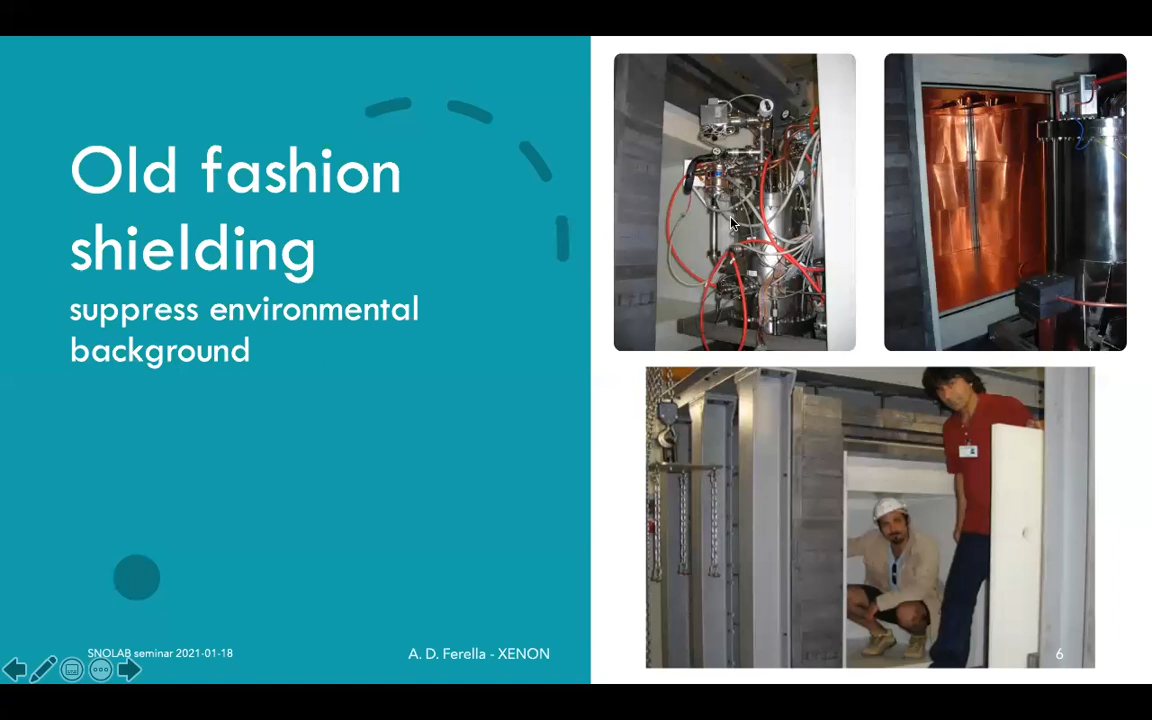 Old fashion
shielding
suppress environmental
background
SNOLAB seminar 2021-01-18
A. D. Ferella - XENON
6